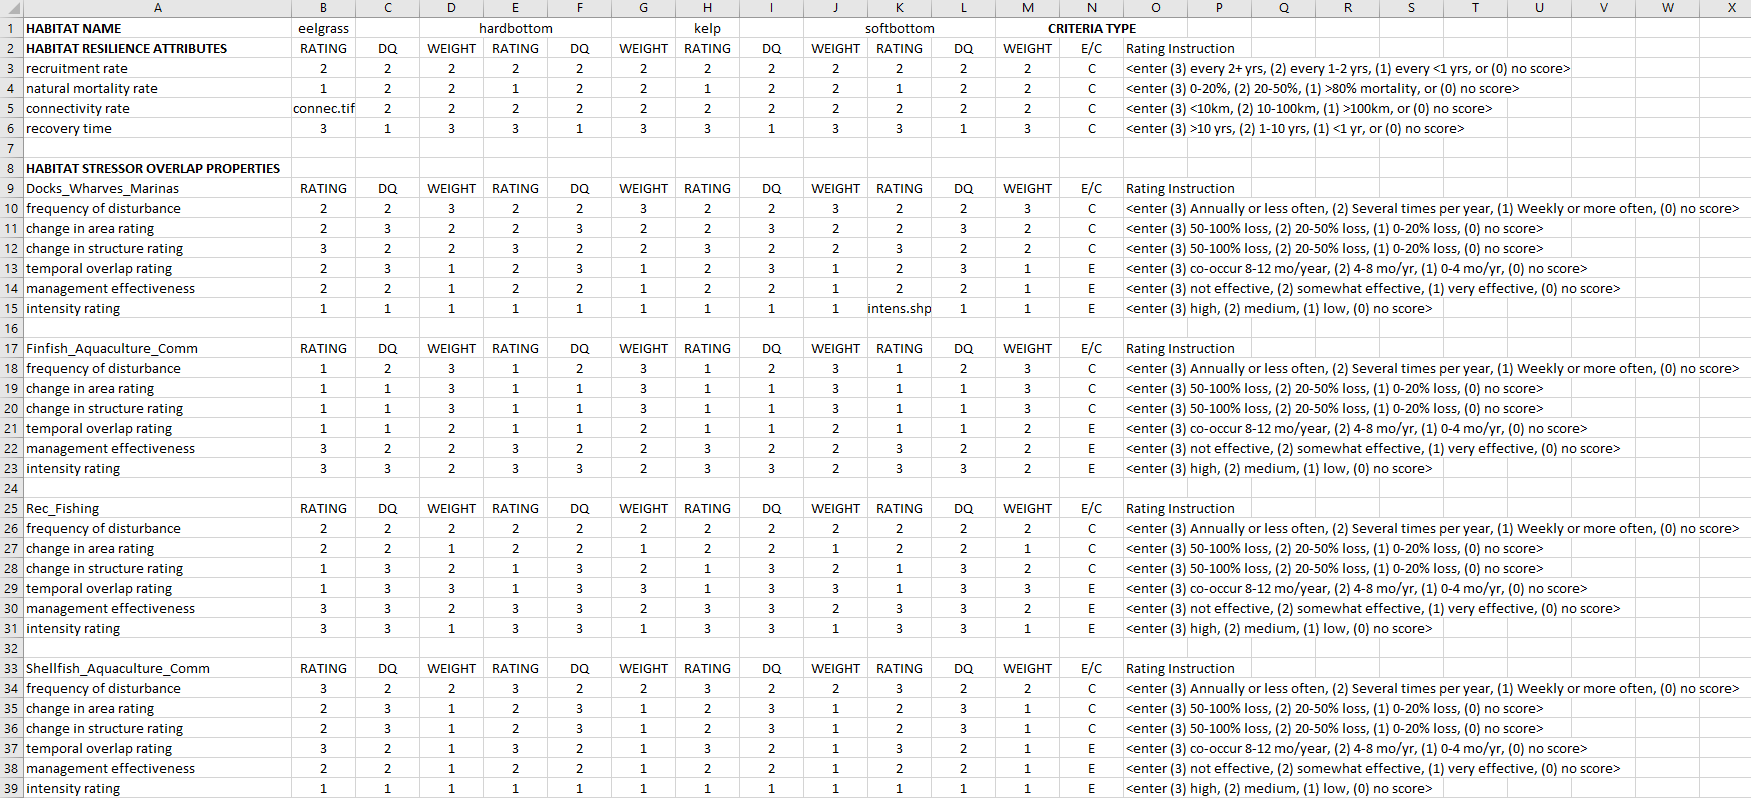 A B C D E F G H I J K L M N O P Q R S T U V W X
1 HABITAT NAME eelgrass hardbottom kelp softbottom CRITERIA TYPE
2 HABITAT RESILIENCE ATTRIBUTES RATING DQ WEIGHT RATING DQ WEIGHT RATING DQ WEIGHT RATING DQ WEIGHT E/C Rating Instruction
3 recruitment rate 2 2 2 2 2 2 2 2 2 2 2 2 C <enter (3) every 2+ yrs, (2) every 1-2 yrs, (1) every <1 yrs, or (0) no score>
4 natural mortality rate 1 2 2 1 2 2 1 2 2 1 2 2 C <enter (3) 0-20%, (2) 20-50%, (1) >80% mortality, or (0) no score>
5 connectivity rate connec.tif 2 2 2 2 2 2 2 2 2 2 2 C <enter (3) <10km, (2) 10-100km, (1) >100km, or (0) no score>
6 recovery time 3 1 3 3 1 3 3 1 3 3 1 3 C <enter (3) >10 yrs, (2) 1-10 yrs, (1) <1 yr, or (0) no score>
7
8 HABITAT STRESSOR OVERLAP PROPERTIES
9 Docks_Wharves_Marinas RATING DQ WEIGHT RATING DQ WEIGHT RATING DQ WEIGHT RATING DQ WEIGHT E/C Rating Instruction
10 frequency of disturbance 2 2 3 2 2 3 2 2 3 2 2 3 C <enter (3) Annually or less often, (2) Several times per year, (1) Weekly or more often, (0) no score>
11 change in area rating 2 3 2 2 3 2 2 3 2 2 3 2 C <enter (3) 50-100% loss, (2) 20-50% loss, (1) 0-20% loss, (0) no score>
12 change in structure rating 3 2 2 3 2 2 3 2 2 3 2 2 C <enter (3) 50-100% loss, (2) 20-50% loss, (1) 0-20% loss, (0) no score>
13 temporal overlap rating 2 3 1 2 3 1 2 3 1 2 3 1 E <enter (3) co-occur 8-12 mo/year, (2) 4-8 mo/yr, (1) 0-4 mo/yr, (0) no score>
14 management effectiveness 2 2 1 2 2 1 2 2 1 2 2 1 E <enter (3) not effective, (2) somewhat effective, (1) very effective, (0) no score>
15 intensity rating 1 1 1 1 1 1 1 1 1 intens.shp 1 1 E <enter (3) high, (2) medium, (1) low, (0) no score>
16
17 Finfish_Aquaculture_Comm RATING DQ WEIGHT RATING DQ WEIGHT RATING DQ WEIGHT RATING DQ WEIGHT E/C Rating Instruction
18 frequency of disturbance 1 2 3 1 2 3 1 2 3 1 2 3 C <enter (3) Annually or less often, (2) Several times per year, (1) Weekly or more often, (0) no score>
19 change in area rating 1 1 3 1 1 3 1 1 3 1 1 3 C <enter (3) 50-100% loss, (2) 20-50% loss, (1) 0-20% loss, (0) no score>
20 change in structure rating 1 1 3 1 1 3 1 1 3 1 1 3 C <enter (3) 50-100% loss, (2) 20-50% loss, (1) 0-20% loss, (0) no score>
21 temporal overlap rating 1 1 2 1 1 2 1 1 2 1 1 2 E <enter (3) co-occur 8-12 mo/year, (2) 4-8 mo/yr, (1) 0-4 mo/yr, (0) no score>
22 management effectiveness 3 2 2 3 2 2 3 2 2 3 2 2 E <enter (3) not effective, (2) somewhat effective, (1) very effective, (0) no score>
23 intensity rating 3 3 2 3 3 2 3 3 2 3 3 2 E <enter (3) high, (2) medium, (1) low, (0) no score>
24
25 Rec_Fishing RATING DQ WEIGHT RATING DQ WEIGHT RATING DQ WEIGHT RATING DQ WEIGHT E/C Rating Instruction
26 frequency of disturbance 2 2 2 2 2 2 2 2 2 2 2 2 C <enter (3) Annually or less often, (2) Several times per year, (1) Weekly or more often, (0) no score>
27 change in area rating 2 2 1 2 2 1 2 2 1 2 2 1 C <enter (3) 50-100% loss, (2) 20-50% loss, (1) 0-20% loss, (0) no score>
28 change in structure rating 1 3 2 1 3 2 1 3 2 1 3 2 C <enter (3) 50-100% loss, (2) 20-50% loss, (1) 0-20% loss, (0) no score>
29 temporal overlap rating 1 3 3 1 3 3 1 3 3 1 3 3 E <enter (3) co-occur 8-12 mo/year, (2) 4-8 mo/yr, (1) 0-4 mo/yr, (0) no score>
30 management effectiveness 3 3 2 3 3 2 3 3 2 3 3 2 E <enter (3) not effective, (2) somewhat effective, (1) very effective, (0) no score>
31 intensity rating 3 3 1 3 3 1 3 3 1 3 3 1 E <enter (3) high, (2) medium, (1) low, (0) no score>
32
33 Shellfish_Aquaculture_Comm RATING DQ WEIGHT RATING DQ WEIGHT RATING DQ WEIGHT RATING DQ WEIGHT E/C Rating Instruction
34 frequency of disturbance 3 2 2 3 2 2 3 2 2 3 2 2 C <enter (3) Annually or less often, (2) Several times per year, (1) Weekly or more often, (0) no score>
35 change in area rating 2 3 1 2 3 1 2 3 1 2 3 1 C <enter (3) 50-100% loss, (2) 20-50% loss, (1) 0-20% loss, (0) no score>
36 change in structure rating 2 3 1 2 3 1 2 3 1 2 3 1 C <enter (3) 50-100% loss, (2) 20-50% loss, (1) 0-20% loss, (0) no score>
37 temporal overlap rating 3 2 1 3 2 1 3 2 1 3 2 1 E <enter (3) co-occur 8-12 mo/year, (2) 4-8 mo/yr, (1) 0-4 mo/yr, (0) no score>
38 management effectiveness 2 2 1 2 2 1 2 2 1 2 2 1 E <enter (3) not effective, (2) somewhat effective, (1) very effective, (0) no score>
39 intensity rating 1 1 1 1 1 1 1 1 1 1 1 1 E <enter (3) high, (2) medium, (1) low, (0) no score>